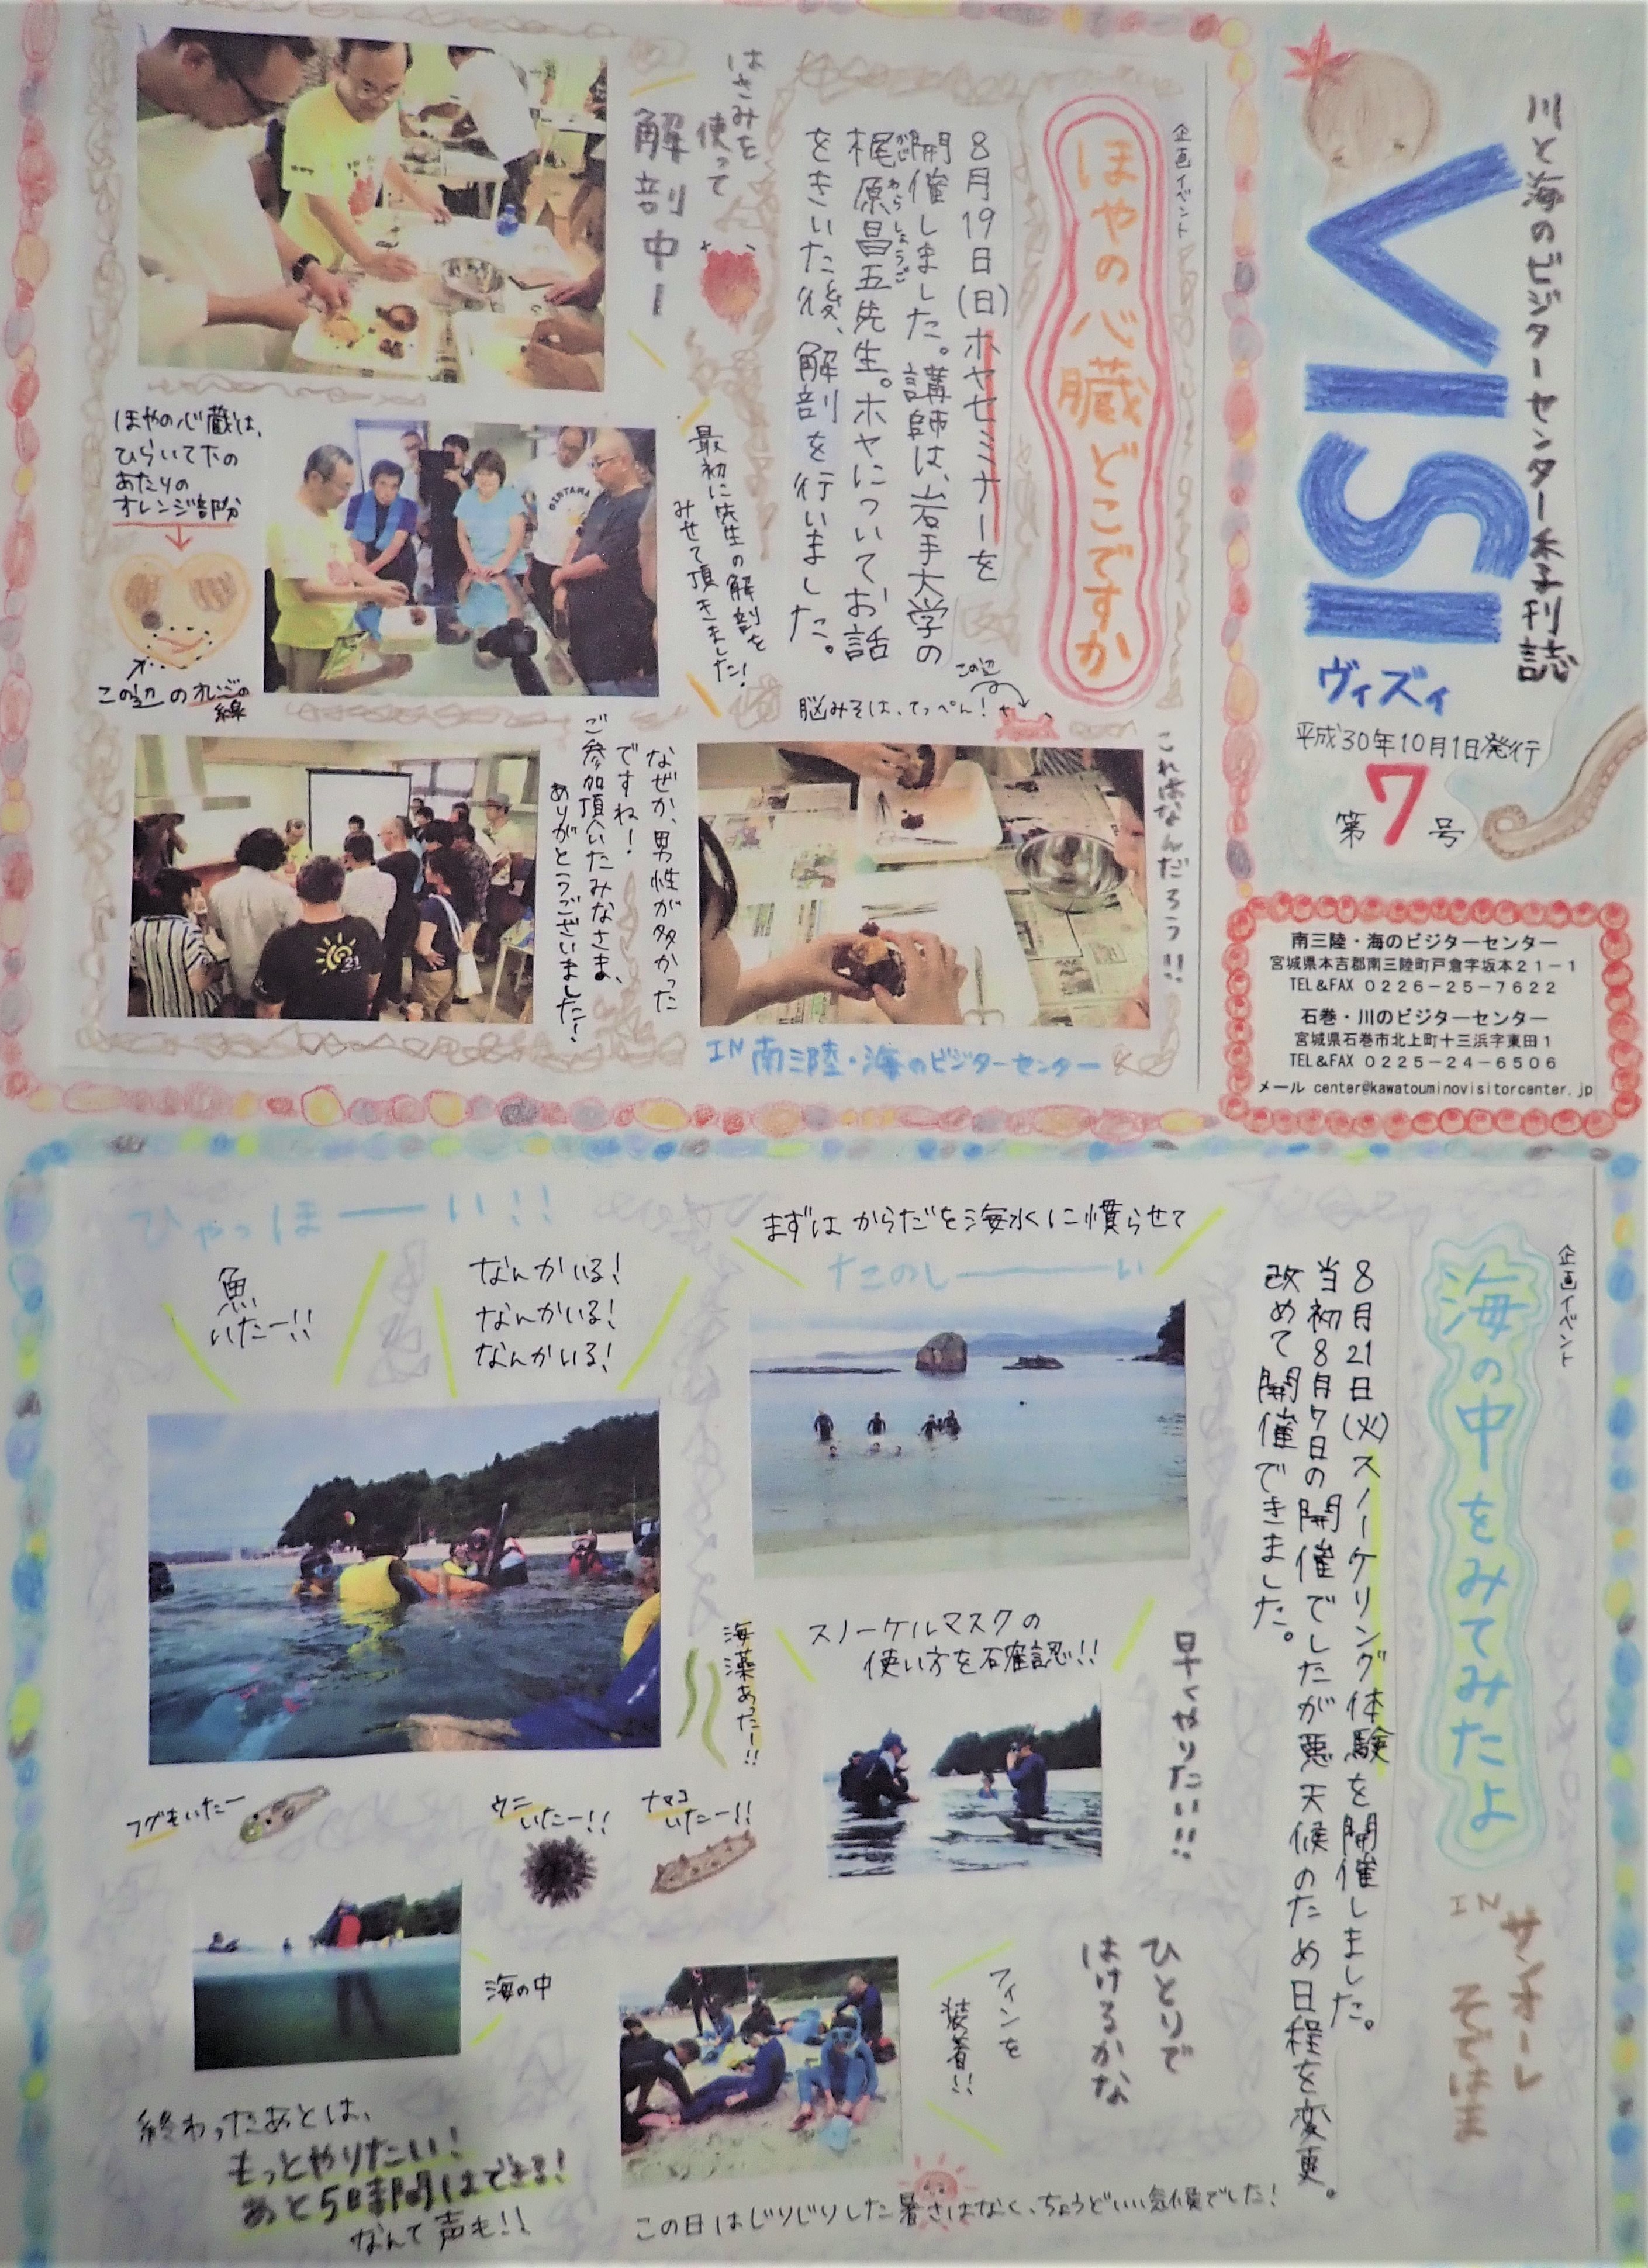 川と海のビジターセンター季刊誌
VISI
ヴィズィ
平成30年10月1日発行
第7号
南三陸・海のビジターセンター
宮城県本吉郡南三陸町戸倉字坂本21-1
TEL&FAX 0226-25-7622
石巻・川のビジターセンター
宮城県石巻市北上町十三浜字東田1
TEL&FAX 0225-24-6506
メール center@kawatouminovisitorcenter.jp
企画イベント
ほやの心臓どこですか
8月19日(日)ホヤセミナーを
開催しました。講師は、岩手大学の
梶原昌五先生。ホヤについてお話
かじわらしょうご
をきいた後、解剖を行いました。
はさみを
使って
解剖中ー
最初に先生の解剖を
みせて頂きました!
脳みそは、てっぺん!
この辺
これはなんだろう!!
ほやの心蔵は、
ひらいて下の
あたりの
オレンジ部分
この辺のオレンジの
線
なぜか、男性が多かった
ですね!
ご参加頂いたみなさま、
ありがとうございました!
IN 南三陸・海のビジターセンター
企画イベント
海の中をみてみたよ
IN サンオーレ
そではま
8月21日(火)スノーケリング体験を開催しました。
当初8月7日の開催でしたが悪天候のため日程を変更。
改めて開催できました。
まずは からだを海水に慣らせて
たのしーーい
ひゃっほーーい!!
なんかいる!
なんかいる!
なんかいる!
魚
いたー!!
スノーケルマスクの
使い方を確認!!
早くやりたい!!
海藻あったー!!
ナマコ
いたー!!
ウニ
いたー!!
フグもいたー
ひとりで
はけるかな
フィンを
装着!!
海の中
終わったあとは、
もっとやりたい!
あと5時間はできる!
なんて声も!!
この日はじりじりした暑さはなく、ちょうどいい気候でした!
GINTAMA
21